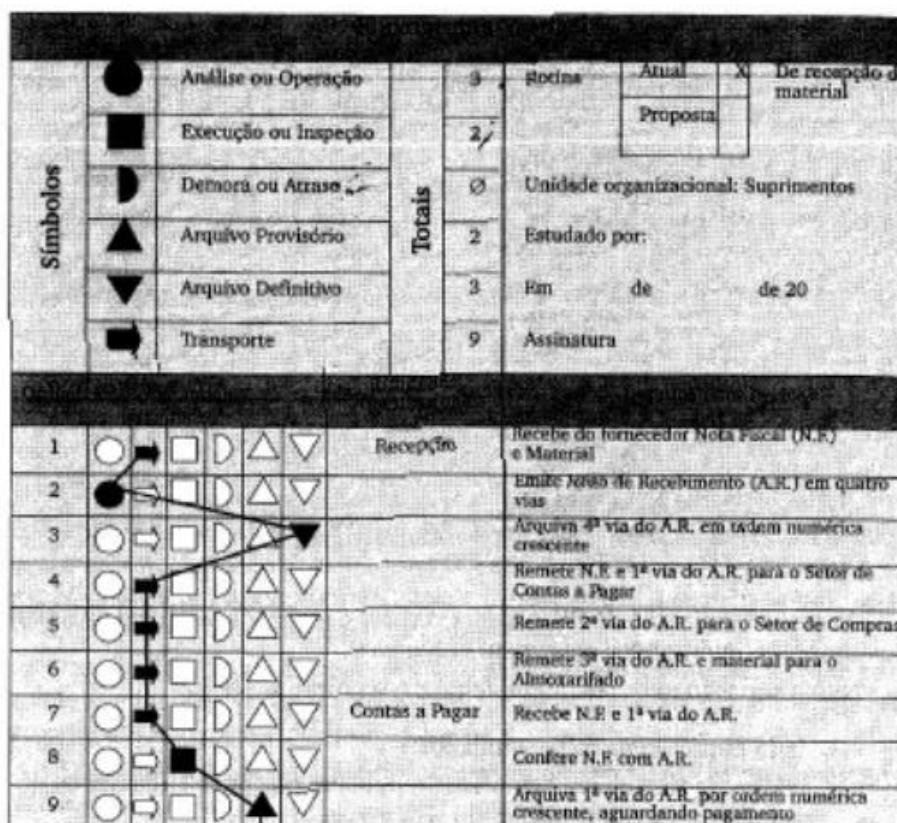 Símbolos
Totais
Análise ou Operação 3 Rotina Atual X De recepção d
material
Proposta
Execução ou Inspeção 2
Demora ou Atraso Ø Unidade organizacional: Suprimentos
Arquivo Provisório 2 Estudado por:
Arquivo Definitivo 3 Em de de 20
Transporte 9 Assinatura
1 Recepção Recebe do fornecedor Nota Fiscal (N.F.)
e Material
2 Emite Aviso de Recebimento (A.R.) em quatro
vias
3 Arquiva 4ª via do A.R. em ordem numérica
crescente
4 Remete N.F. e 1ª via do A.R. para o Setor de
Contas a Pagar
5 Remete 2ª via do A.R. para o Setor de Compras
6 Remete 3ª via do A.R. e material para o
Almoxarifado
7 Contas a Pagar Recebe N.F. e 1ª via do A.R.
8 Confere N.F. com A.R.
9 Arquiva 1ª via do A.R. por ordem numérica
crescente, aguardando pagamento